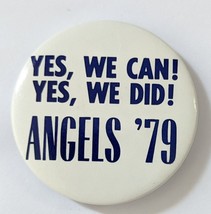 YES, WE CAN!
YES, WE DID!
ANGELS '79